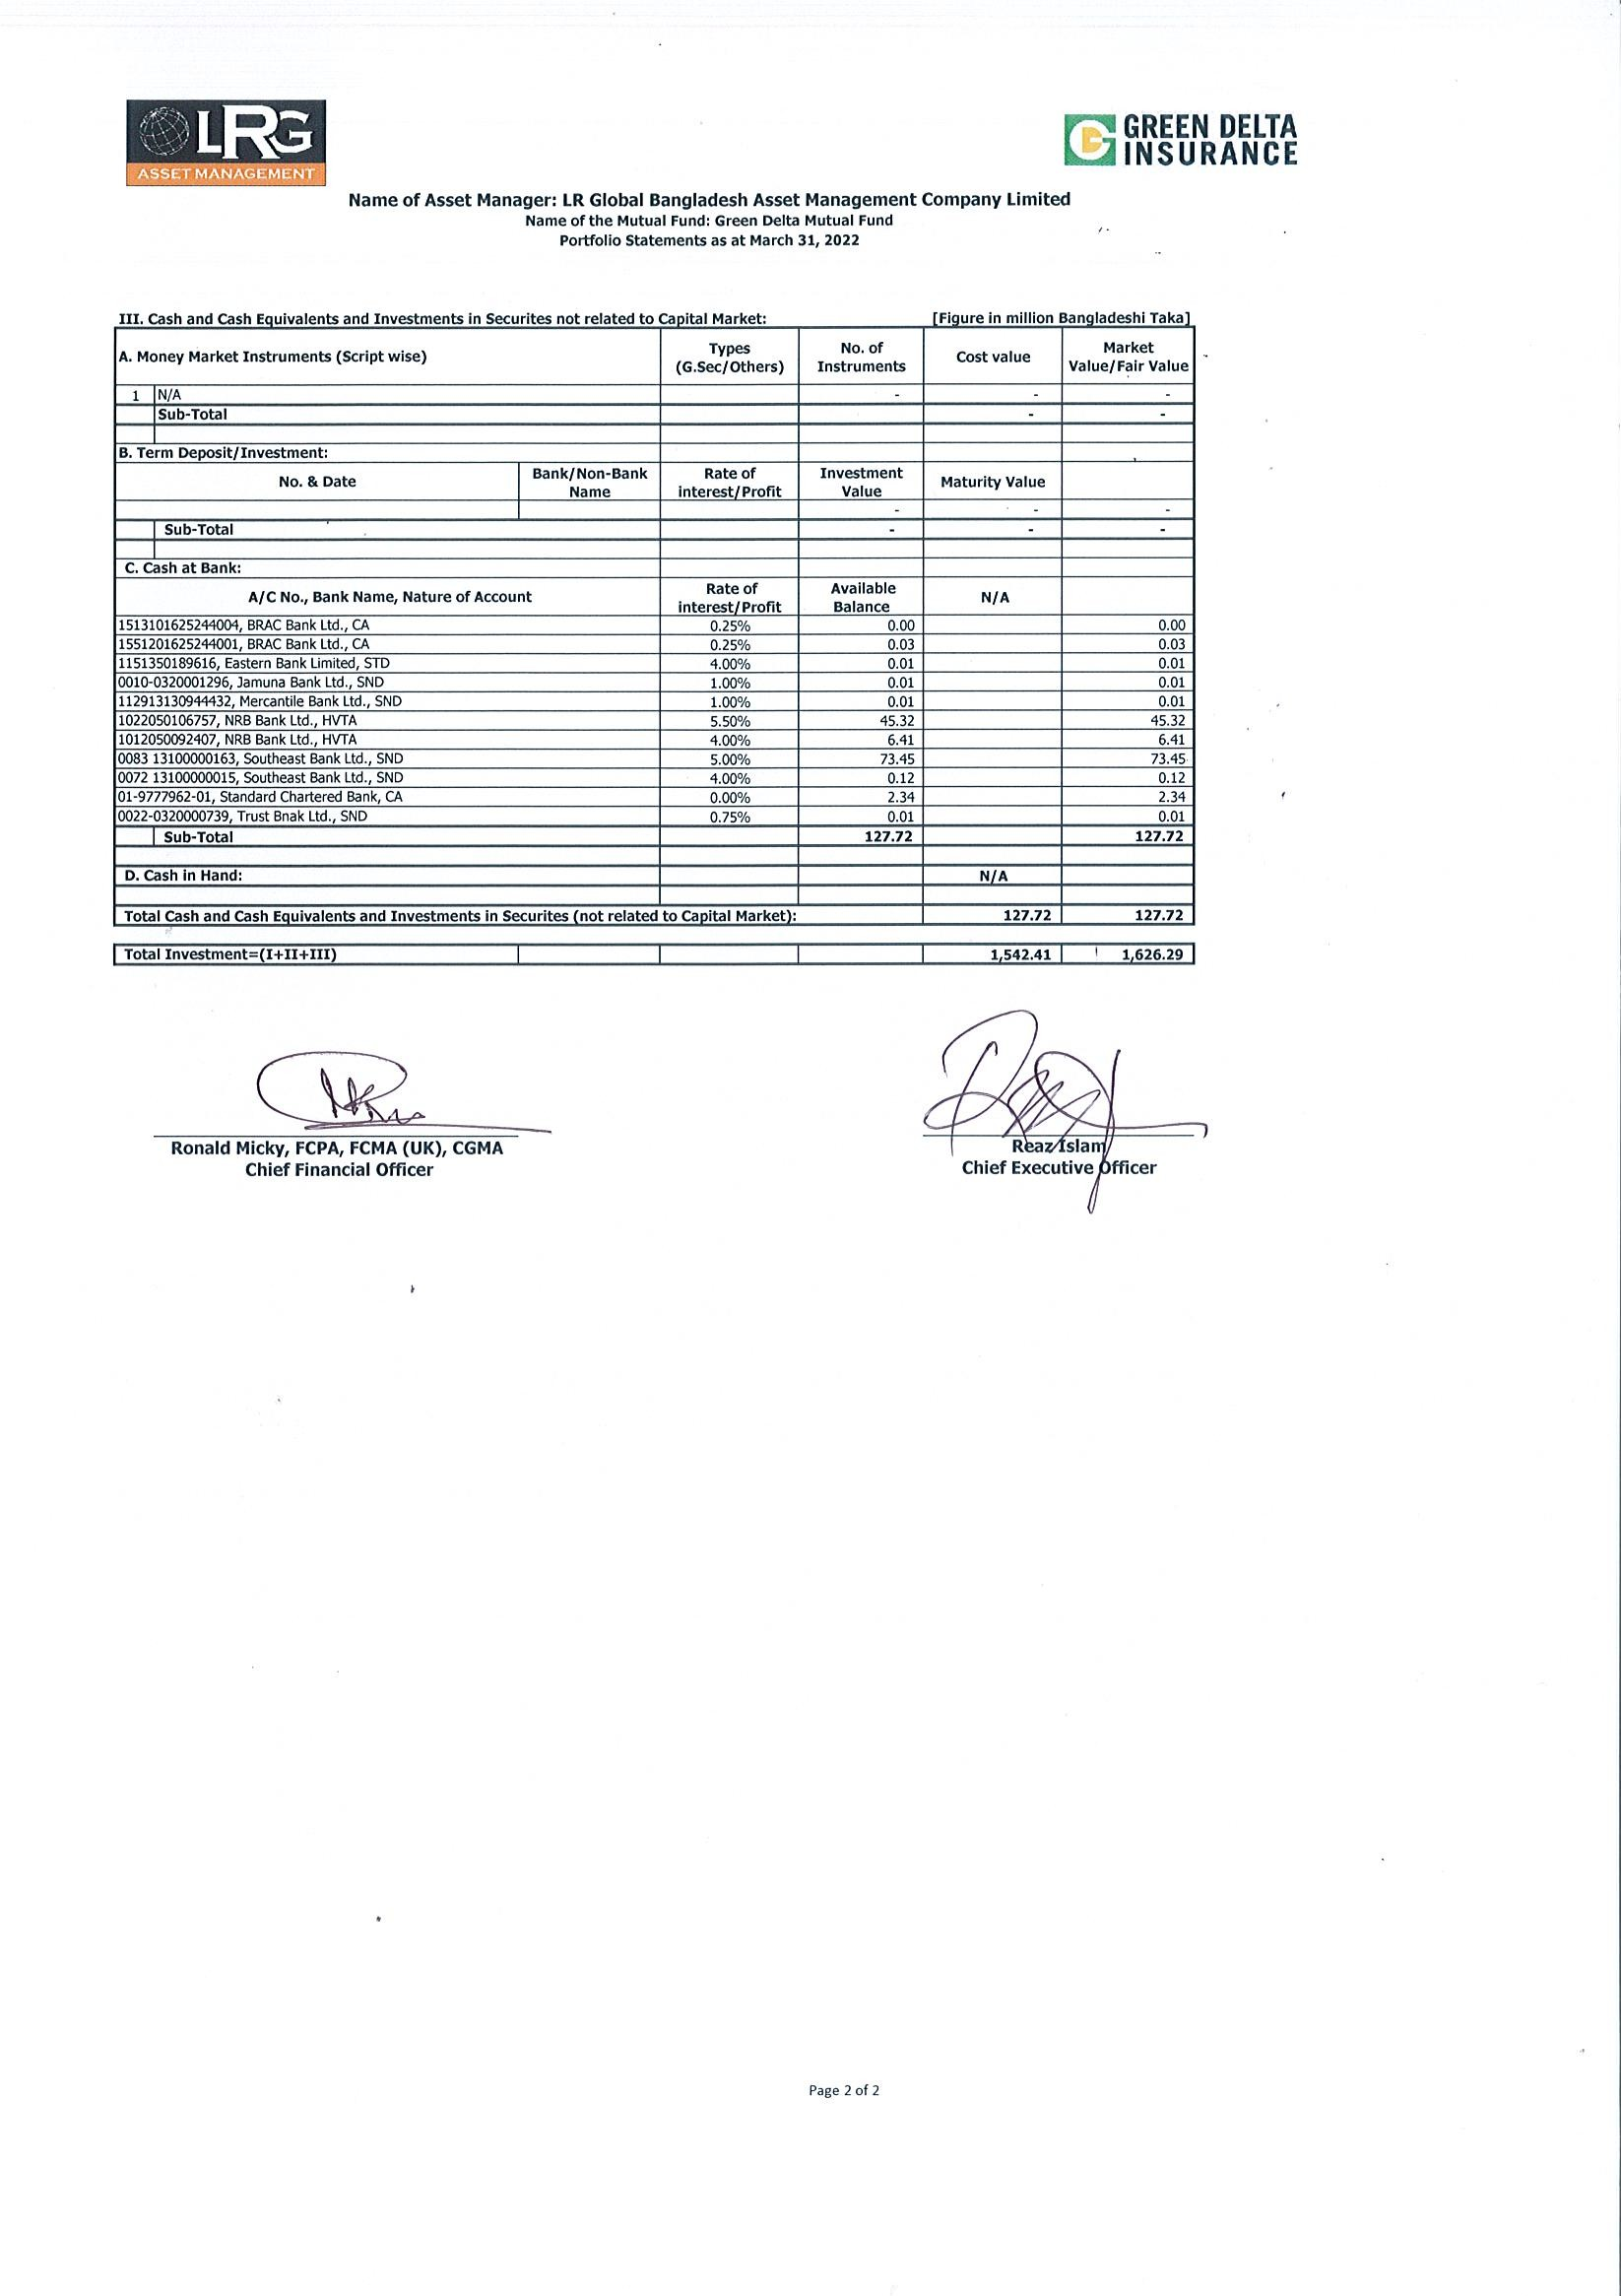 LRG
ASSET MANAGEMENT
GREEN DELTA
INSURANCE
Name of Asset Manager: LR Global Bangladesh Asset Management Company Limited
Name of the Mutual Fund: Green Delta Mutual Fund
Portfolio Statements as at March 31, 2022
III. Cash and Cash Equivalents and Investments in Securites not related to Capital Market: [Figure in million Bangladeshi Taka]
A. Money Market Instruments (Script wise) Types (G.Sec/Others) No. of Instruments Cost value Market Value/Fair Value
1 N/A - - -
Sub-Total - -
B. Term Deposit/Investment:
No. & Date Bank/Non-Bank Name Rate of interest/Profit Investment Value Maturity Value
- - -
Sub-Total - - -
C. Cash at Bank:
A/C No., Bank Name, Nature of Account Rate of interest/Profit Available Balance N/A
1513101625244004, BRAC Bank Ltd., CA 0.25% 0.00 0.00
1551201625244001, BRAC Bank Ltd., CA 0.25% 0.03 0.03
1151350189616, Eastern Bank Limited, STD 4.00% 0.01 0.01
0010-0320001296, Jamuna Bank Ltd., SND 1.00% 0.01 0.01
112913130944432, Mercantile Bank Ltd., SND 1.00% 0.01 0.01
1022050106757, NRB Bank Ltd., HVTA 5.50% 45.32 45.32
1012050092407, NRB Bank Ltd., HVTA 4.00% 6.41 6.41
0083 13100000163, Southeast Bank Ltd., SND 5.00% 73.45 73.45
0072 13100000015, Southeast Bank Ltd., SND 4.00% 0.12 0.12
01-9777962-01, Standard Chartered Bank, CA 0.00% 2.34 2.34
0022-0320000739, Trust Bnak Ltd., SND 0.75% 0.01 0.01
Sub-Total 127.72 127.72
D. Cash in Hand: N/A
Total Cash and Cash Equivalents and Investments in Securites (not related to Capital Market): 127.72 127.72
Total Investment=(I+II+III) 1,542.41 1,626.29
Ronald Micky, FCPA, FCMA (UK), CGMA
Chief Financial Officer
Reaz Islam
Chief Executive Officer
Page 2 of 2